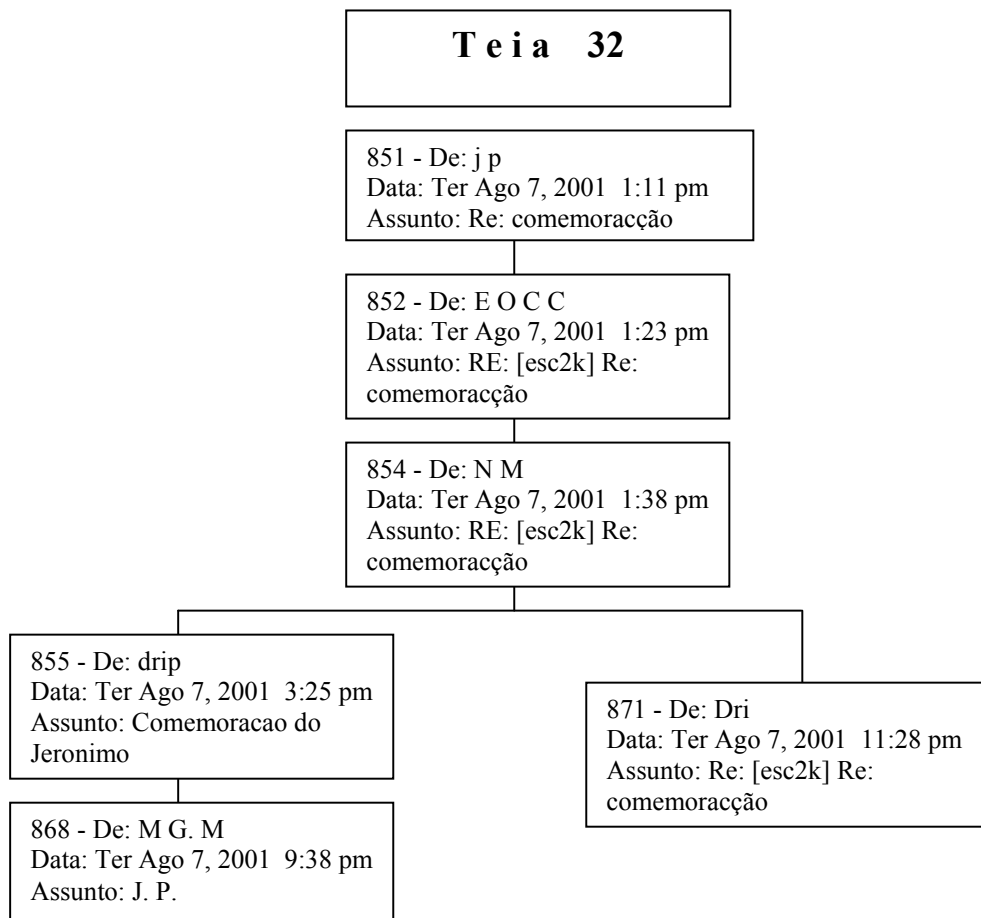 T e i a 32
851 - De: j p
Data: Ter Ago 7, 2001 1:11 pm
Assunto: Re: comemoracção
852 - De: E O C C
Data: Ter Ago 7, 2001 1:23 pm
Assunto: RE: [esc2k] Re:
comemoracção
854 - De: N M
Data: Ter Ago 7, 2001 1:38 pm
Assunto: RE: [esc2k] Re:
comemoracção
855 - De: drip
Data: Ter Ago 7, 2001 3:25 pm
Assunto: Comemoracao do
Jeronimo
871 - De: Dri
Data: Ter Ago 7, 2001 11:28 pm
Assunto: Re: [esc2k] Re:
comemoracção
868 - De: M G. M
Data: Ter Ago 7, 2001 9:38 pm
Assunto: J. P.